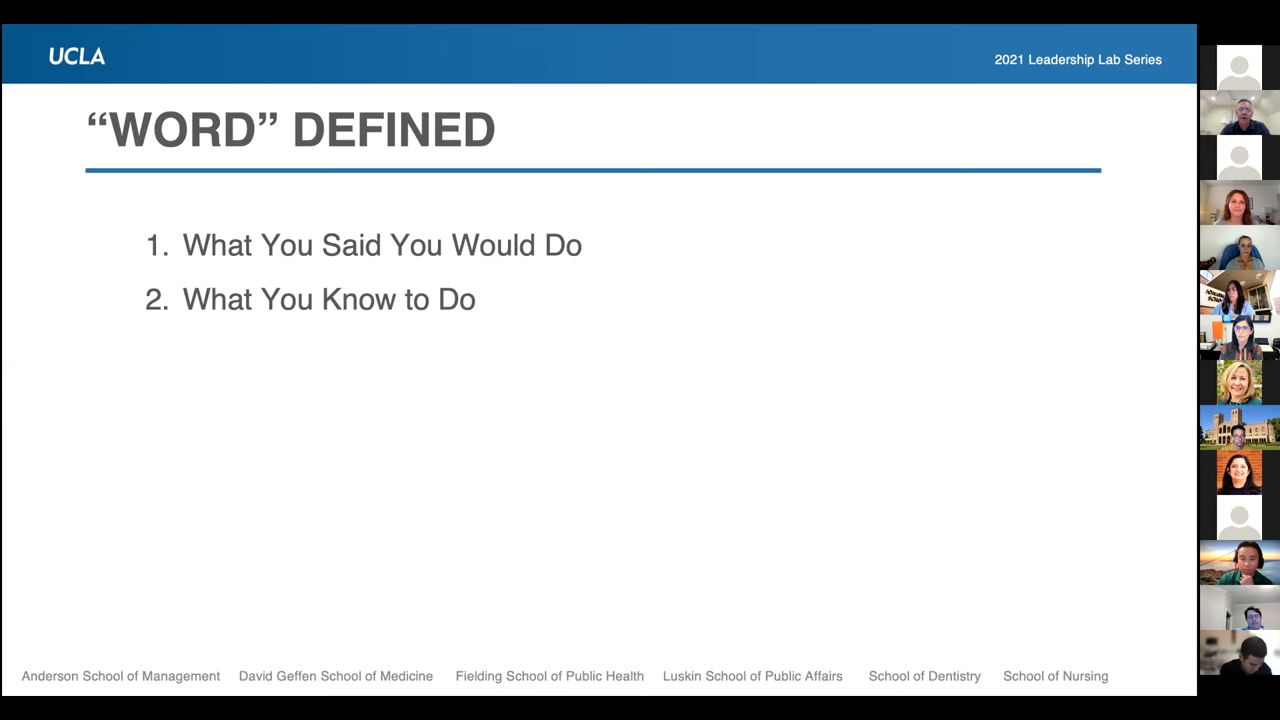 UCLA
2021 Leadership Lab Series
“WORD” DEFINED
1. What You Said You Would Do
2. What You Know to Do
Anderson School of Management David Geffen School of Medicine Fielding School of Public Health Luskin School of Public Affairs School of Dentistry School of Nursing